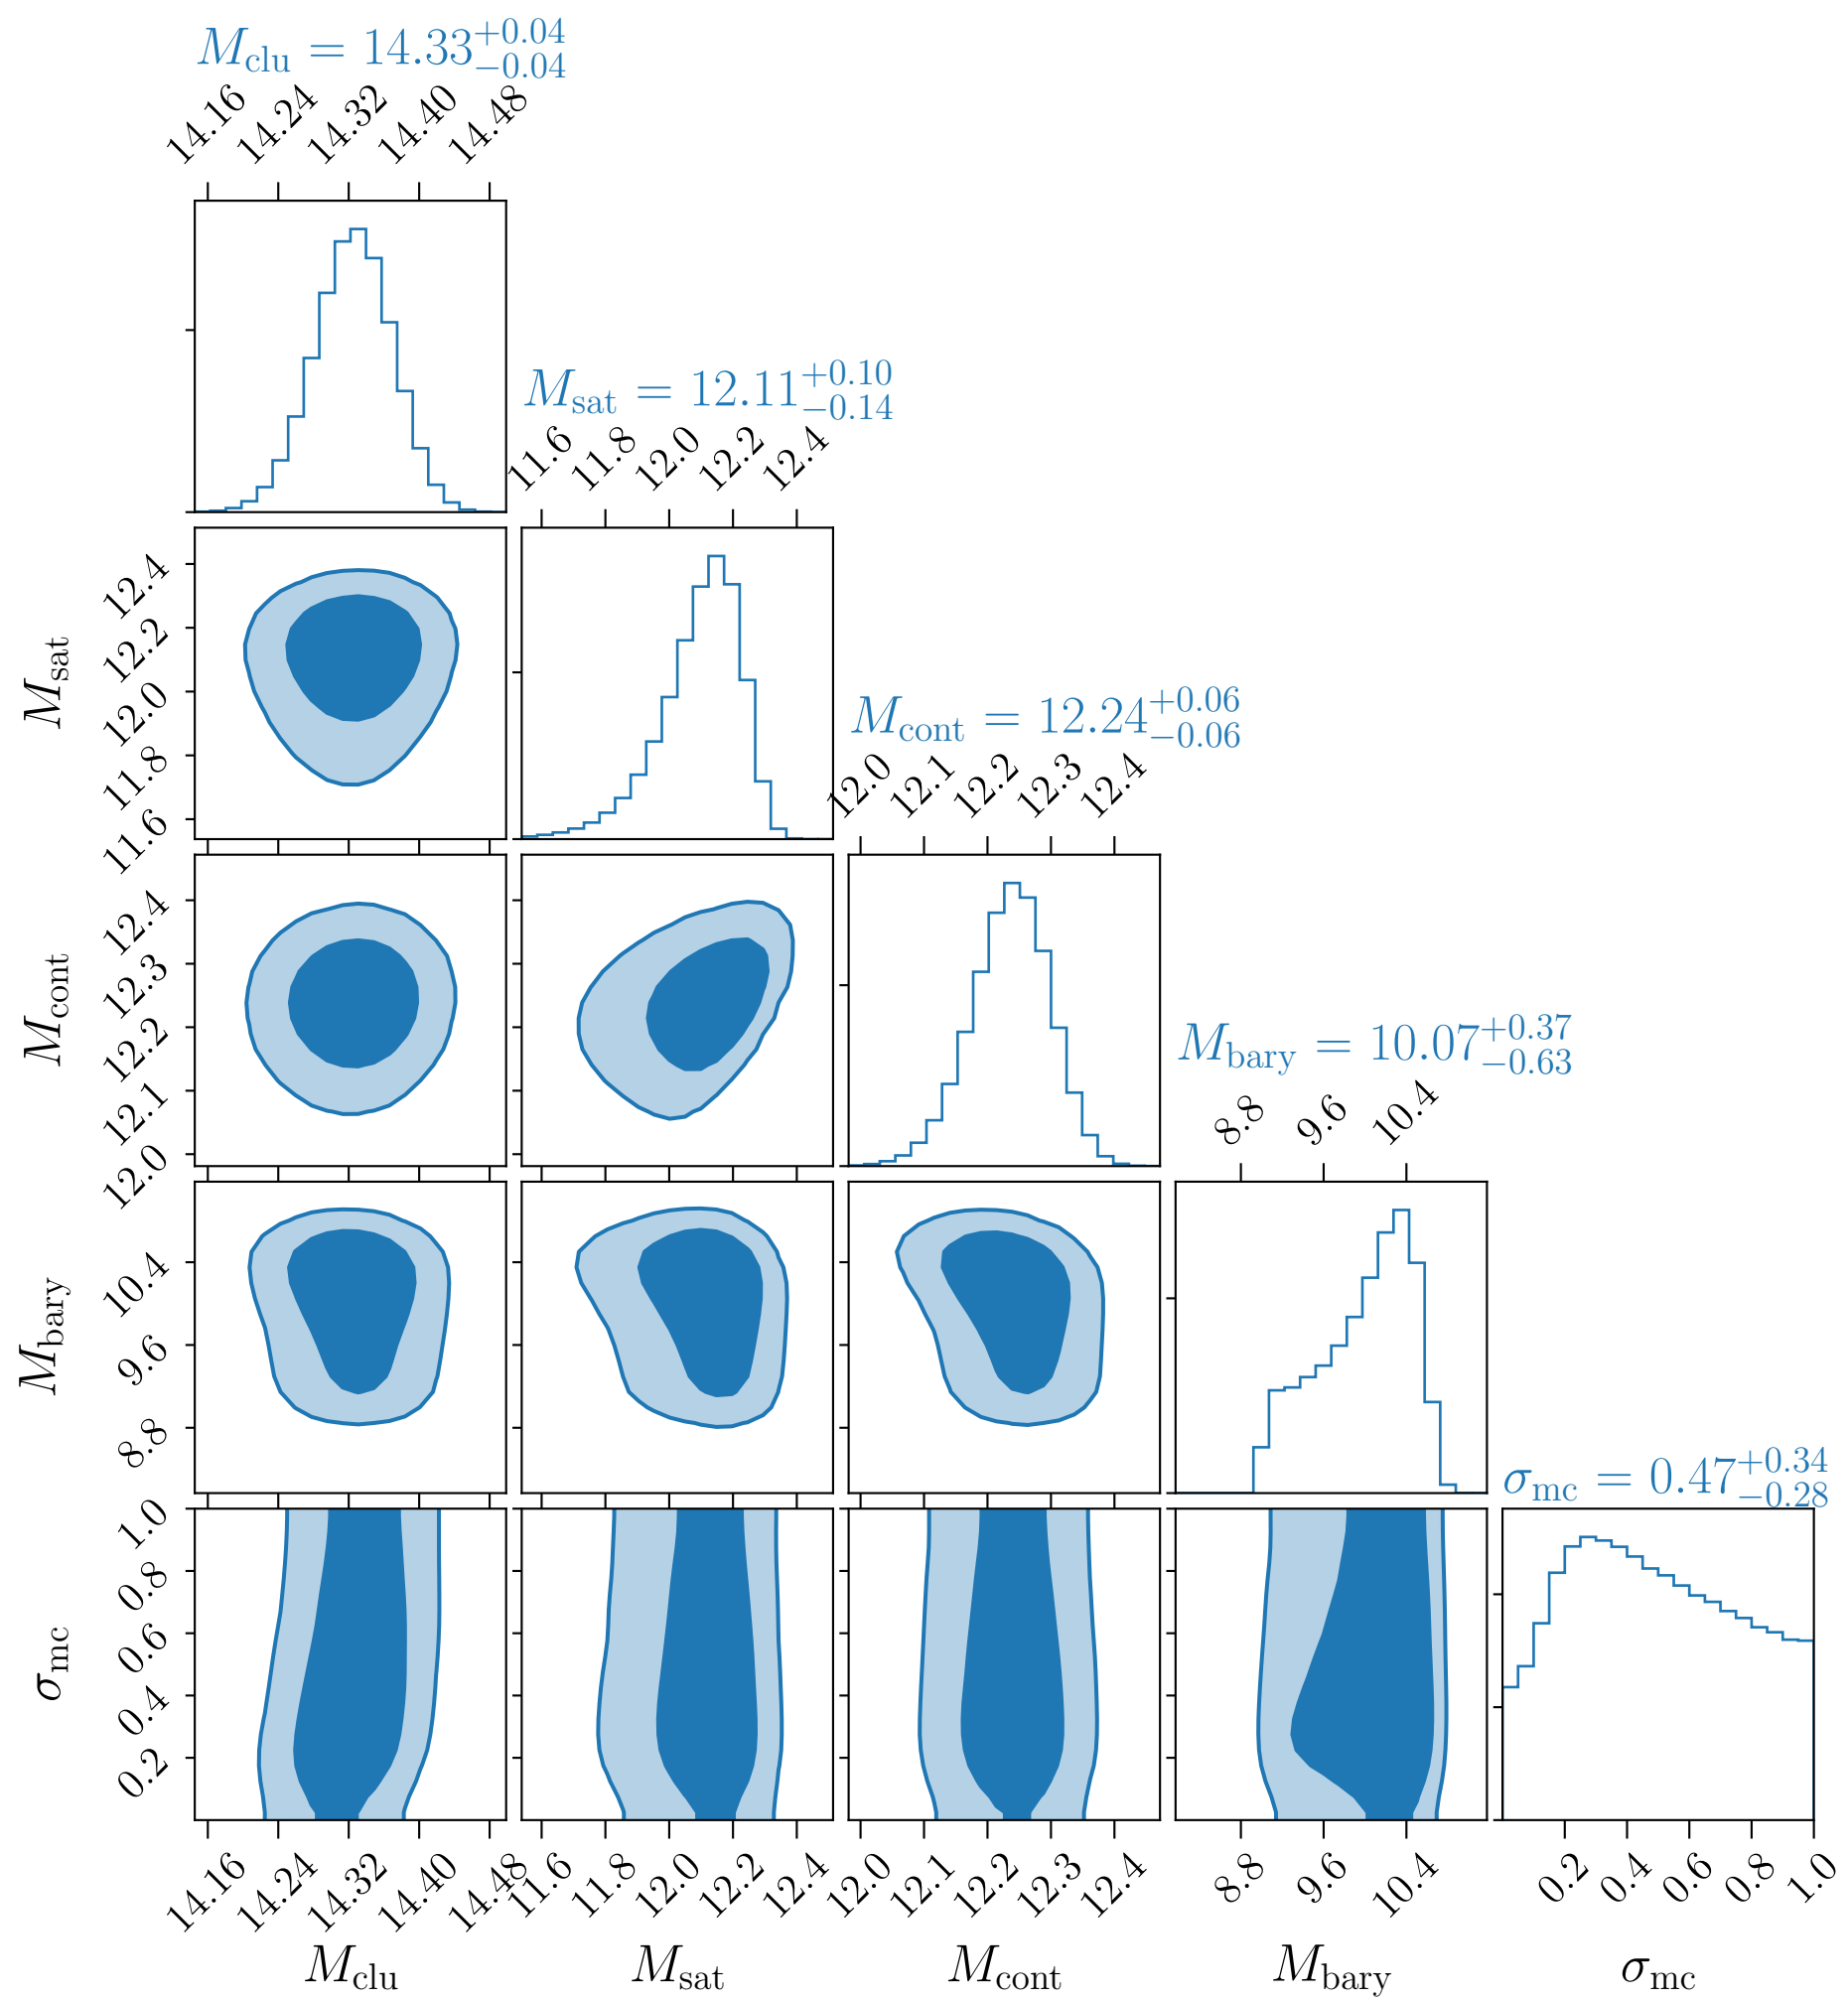 M_clu = 14.33^{+0.04}_{-0.04}
14.16 14.24 14.32 14.40 14.48
M_sat = 12.11^{+0.10}_{-0.14}
11.6 11.8 12.0 12.2 12.4
M_sat
12.4
12.2
12.0
11.8
11.6
M_cont = 12.24^{+0.06}_{-0.06}
12.0 12.1 12.2 12.3 12.4
M_cont
12.4
12.3
12.2
12.1
12.0
M_bary = 10.07^{+0.37}_{-0.63}
8.8 9.6 10.4
M_bary
10.4
9.6
8.8
σ_mc = 0.47^{+0.34}_{-0.28}
σ_mc
1.0
0.8
0.6
0.4
0.2
14.16 14.24 14.32 14.40 14.48 11.6 11.8 12.0 12.2 12.4 12.0 12.1 12.2 12.3 12.4 8.8 9.6 10.4 0.2 0.4 0.6 0.8 1.0
M_clu M_sat M_cont M_bary σ_mc